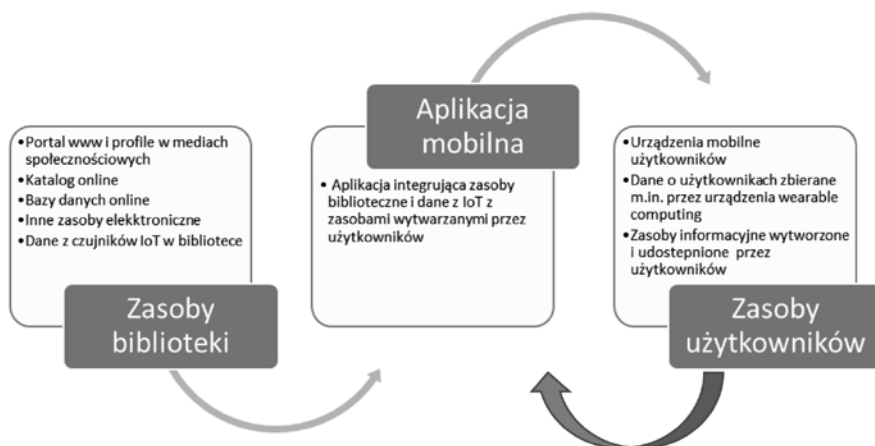 •Portal www i profile w mediach
społecznościowych
•Katalog online
•Bazy danych online
•Inne zasoby elekktroniczne
•Dane z czujników IoT w bibliotece
Zasoby
biblioteki
Aplikacja
mobilna
• Aplikacja integrująca zasoby
biblioteczne i dane z IoT z
zasobami wytwarzanymi przez
użytkowników
•Urządzenia mobilne
użytkowników
•Dane o użytkownikach zbierane
m.in. przez urządzenia wearable
computing
•Zasoby informacyjne wytworzone
i udostepnione przez
użytkowników
Zasoby
użytkowników